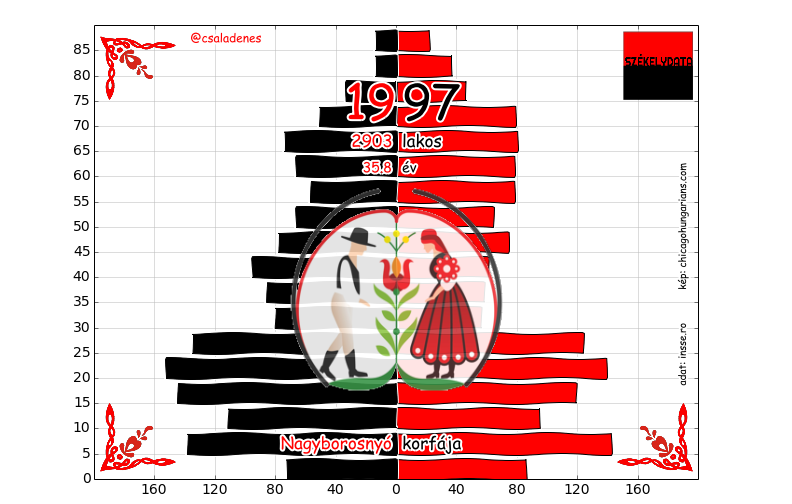 @csaladenes
SZÉKELYDATA
1997
2903 lakos
35.8 év
Nagyborosnyó korfája
kép: chicagohungarians.com
adat: insse.ro
85
80
75
70
65
60
55
50
45
40
35
30
25
20
15
10
5
0
160 120 80 40 0 40 80 120 160